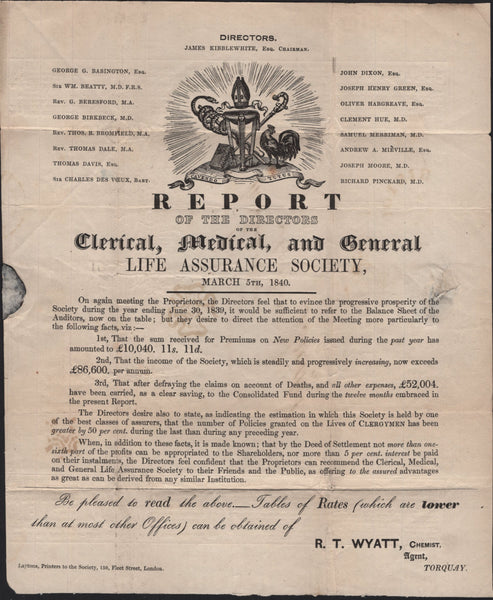 DIRECTORS.
JAMES KIBBLEWHITE, Esq. Chairman.
GEORGE G. BABINGTON, Esq.
Sir WM. BEATTY, M.D. F.R.S.
Rev. G. BERESFORD, M.A.
GEORGE BIRKBECK, M.D.
Rev. THOS. B. BROMFIELD, M.A.
Rev. THOMAS DALE, M.A.
THOMAS DAVIS, Esq.
Sir CHARLES DES VŒUX, Bart.
JOHN DIXON, Esq.
JOSEPH HENRY GREEN, Esq.
OLIVER HARGREAVE, Esq.
CLEMENT HUE, M.D.
SAMUEL MERRIMAN, M.D.
ANDREW A. MIÉVILLE, Esq.
JOSEPH MOORE, M.D.
RICHARD PINCKARD, M.D.
REPORT
OF THE DIRECTORS
OF THE
Clerical, Medical, and General
LIFE ASSURANCE SOCIETY,
MARCH 5TH, 1840.
On again meeting the Proprietors, the Directors feel that to evince the progressive prosperity of the
Society during the year ending June 30, 1839, it would be sufficient to refer to the Balance Sheet of the
Auditors, now on the table; but they desire to direct the attention of the Meeting more particularly to
the following facts, viz:—
1st, That the sum received for Premiums on New Policies issued during the past year has
amounted to £10,040. 11s. 11d.
2nd, That the income of the Society, which is steadily and progressively increasing, now exceeds
£86,600. per annum.
3rd, That after defraying the claims on account of Deaths, and all other expenses, £52,004.
have been carried, as a clear saving, to the Consolidated Fund during the twelve months embraced in
the present Report.
The Directors desire also to state, as indicating the estimation in which this Society is held by one
of the best classes of assurers, that the number of Policies granted on the Lives of CLERGYMEN has been
greater by 50 per cent. during the last than during any preceding year.
When, in addition to these facts, it is made known; that by the Deed of Settlement not more than one-
sixth part of the profits can be appropriated to the Shareholders, nor more than 5 per cent. interest be paid
on their instalments, the Directors feel confident that the Proprietors can recommend the Clerical, Medical,
and General Life Assurance Society to their Friends and the Public, as offering to the assured advantages
as great as can be derived from any similar Institution.
Be pleased to read the above.—Tables of Rates (which are lower
than at most other Offices) can be obtained of
R. T. WYATT, Chemist.
Agent,
TORQUAY.
Laytons, Printers to the Society, 150, Fleet Street, London.